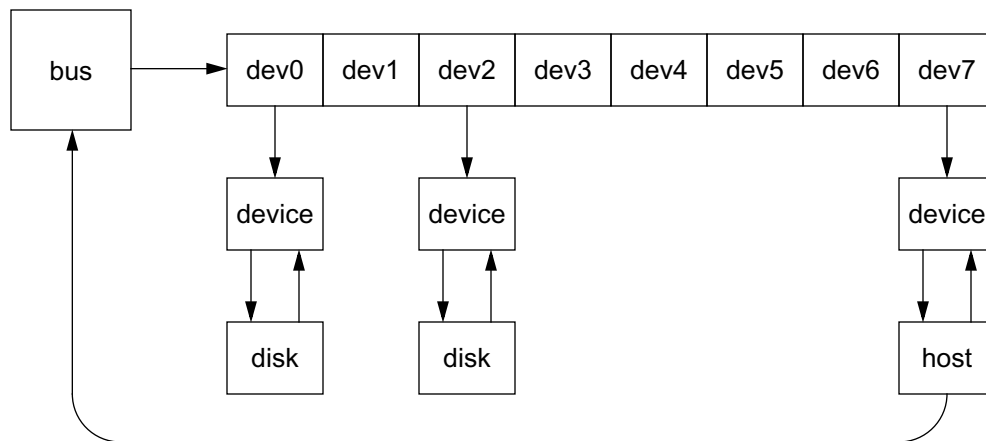 bus
dev0 dev1 dev2 dev3 dev4 dev5 dev6 dev7
device device device
disk disk host